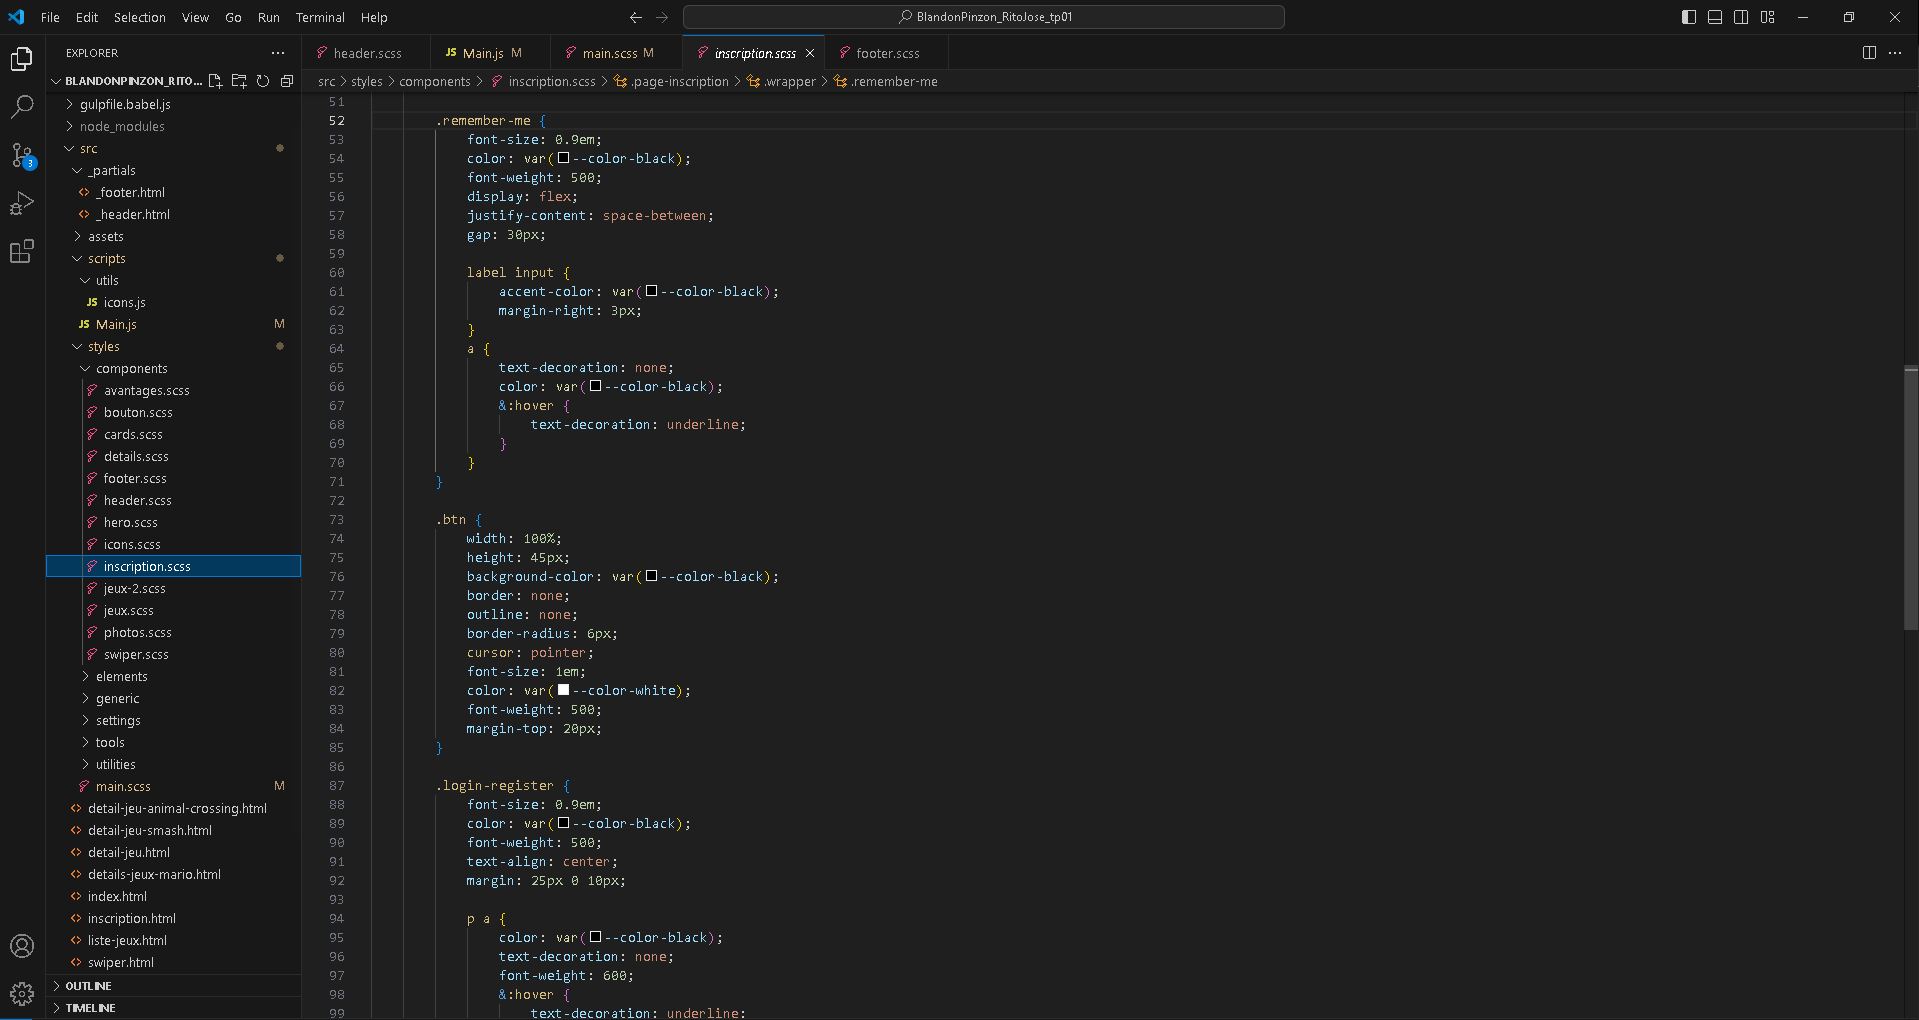 File Edit Selection View Go Run Terminal Help
BlandonPinzon_RitoJose_tp01
EXPLORER
header.scss
Main.js M
main.scss M
inscription.scss
footer.scss
BLANDONPINZON_RITO...
src > styles > components > inscription.scss > .page-inscription > .wrapper > .remember-me
gulpfile.babel.js
node_modules
src
_partials
_footer.html
_header.html
assets
scripts
utils
JS icons.js
JS Main.js M
styles
components
avantages.scss
bouton.scss
cards.scss
details.scss
footer.scss
header.scss
hero.scss
icons.scss
inscription.scss
jeux-2.scss
jeux.scss
photos.scss
swiper.scss
elements
generic
settings
tools
utilities
main.scss M
detail-jeu-animal-crossing.html
detail-jeu-smash.html
detail-jeu.html
details-jeux-mario.html
index.html
inscription.html
liste-jeux.html
swiper.html
OUTLINE
TIMELINE
3
51
52 .remember-me {
53 font-size: 0.9em;
54 color: var(--color-black);
55 font-weight: 500;
56 display: flex;
57 justify-content: space-between;
58 gap: 30px;
59
60 label input {
61 accent-color: var(--color-black);
62 margin-right: 3px;
63 }
64 a {
65 text-decoration: none;
66 color: var(--color-black);
67 &:hover {
68 text-decoration: underline;
69 }
70 }
71 }
72
73 .btn {
74 width: 100%;
75 height: 45px;
76 background-color: var(--color-black);
77 border: none;
78 outline: none;
79 border-radius: 6px;
80 cursor: pointer;
81 font-size: 1em;
82 color: var(--color-white);
83 font-weight: 500;
84 margin-top: 20px;
85 }
86
87 .login-register {
88 font-size: 0.9em;
89 color: var(--color-black);
90 font-weight: 500;
91 text-align: center;
92 margin: 25px 0 10px;
93
94 p a {
95 color: var(--color-black);
96 text-decoration: none;
97 font-weight: 600;
98 &:hover {
99 text-decoration: underline;